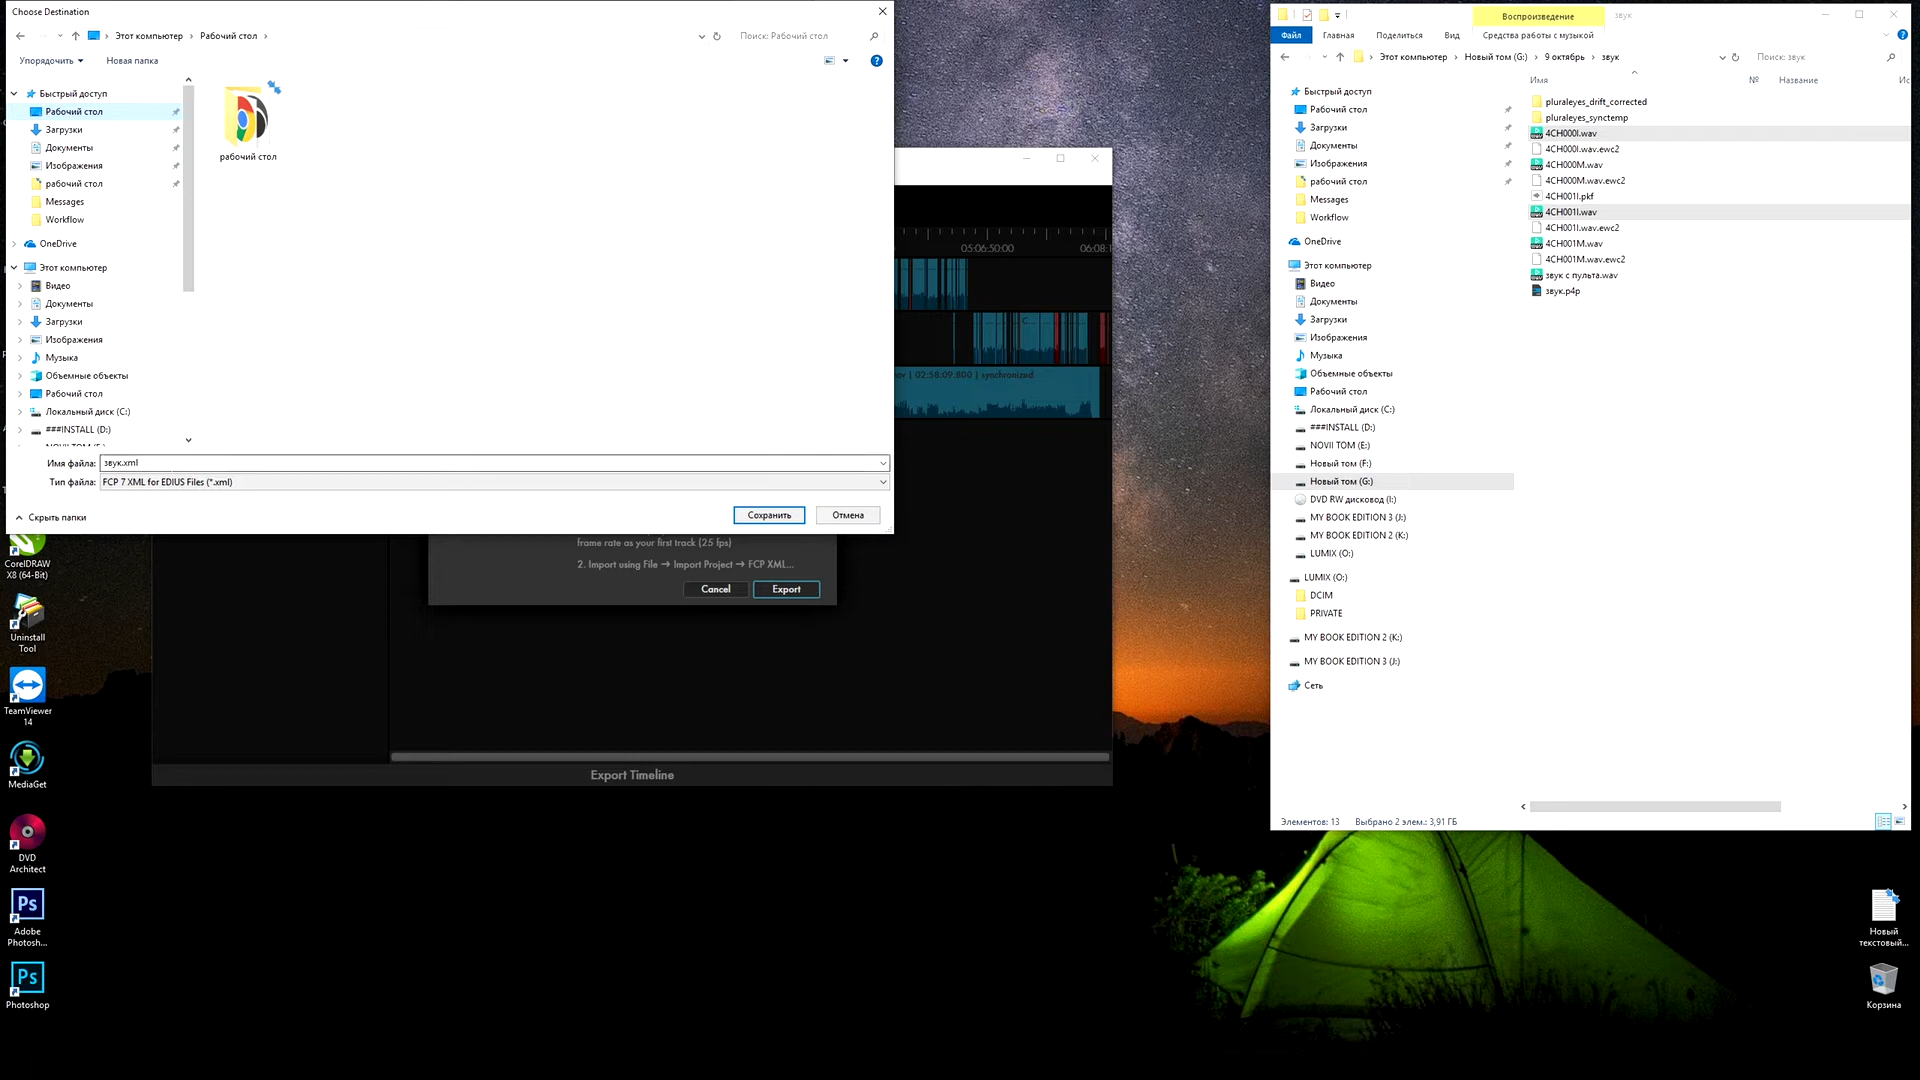 Choose Destination
Этот компьютер
Рабочий стол
Поиск: Рабочий стол
Упорядочить
Новая папка
Быстрый доступ
Рабочий стол
Загрузки
Документы
Изображения
рабочий стол
Messages
Workflow
OneDrive
Этот компьютер
Видео
Документы
Загрузки
Изображения
Музыка
Объемные объекты
Рабочий стол
Локальный диск (C:)
###INSTALL (D:)
рабочий стол
Имя файла: звук.xml
Тип файла: FCP 7 XML for EDIUS Files (*.xml)
Скрыть папки
Сохранить
Отмена
05:06:50:00
06:08:1
02:58:09.800 | synchronized
frame rate as your first track (25 fps)
2. Import using File → Import Project → FCP XML...
Cancel
Export
Export Timeline
CorelDRAW
X8 (64-Bit)
Uninstall
Tool
TeamViewer
14
MediaGet
DVD
Architect
Ps
Adobe
Photosh...
Ps
Photoshop
Воспроизведение
звук
Файл
Главная
Поделиться
Вид
Средства работы с музыкой
Этот компьютер
Новый том (G:)
9 октябрь
звук
Поиск: звук
Имя
№
Название
Ис
Быстрый доступ
Рабочий стол
Загрузки
Документы
Изображения
рабочий стол
Messages
Workflow
OneDrive
Этот компьютер
Видео
Документы
Загрузки
Изображения
Музыка
Объемные объекты
Рабочий стол
Локальный диск (C:)
###INSTALL (D:)
NOVII TOM (E:)
Новый том (F:)
Новый том (G:)
DVD RW дисковод (I:)
MY BOOK EDITION 3 (J:)
MY BOOK EDITION 2 (K:)
LUMIX (O:)
LUMIX (O:)
DCIM
PRIVATE
MY BOOK EDITION 2 (K:)
MY BOOK EDITION 3 (J:)
Сеть
pluraleyes_drift_corrected
pluraleyes_synctemp
4CH000I.wav
4CH000I.wav.ewc2
4CH000M.wav
4CH000M.wav.ewc2
4CH001I.pkf
4CH001I.wav
4CH001I.wav.ewc2
4CH001M.wav
4CH001M.wav.ewc2
звук с пульта.wav
звук.p4p
Элементов: 13
Выбрано 2 элем.: 3,91 ГБ
Новый
текстовый...
Корзина